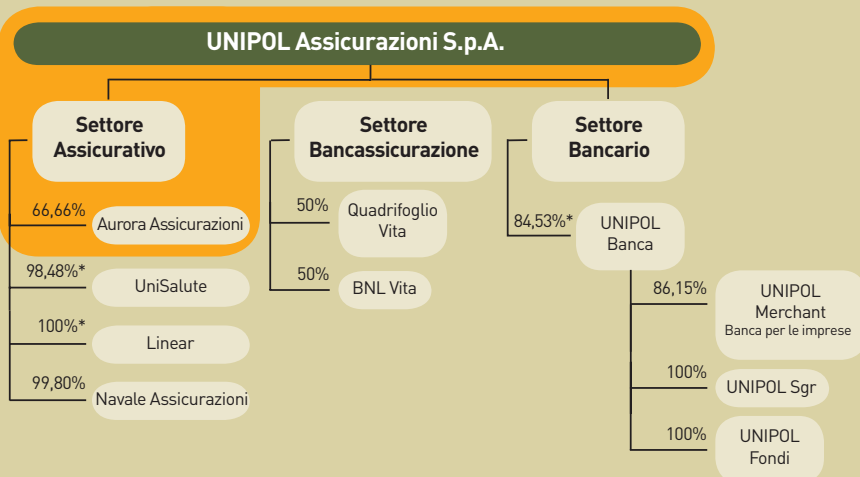 UNIPOL Assicurazioni S.p.A.
Settore
Assicurativo
66,66%
Aurora Assicurazioni
98,48%*
UniSalute
100%*
Linear
99,80%
Navale Assicurazioni
Settore
Bancassicurazione
50%
Quadrifoglio
Vita
50%
BNL Vita
Settore
Bancario
84,53%*
UNIPOL
Banca
86,15%
UNIPOL
Merchant
Banca per le imprese
100%
UNIPOL Sgr
100%
UNIPOL
Fondi